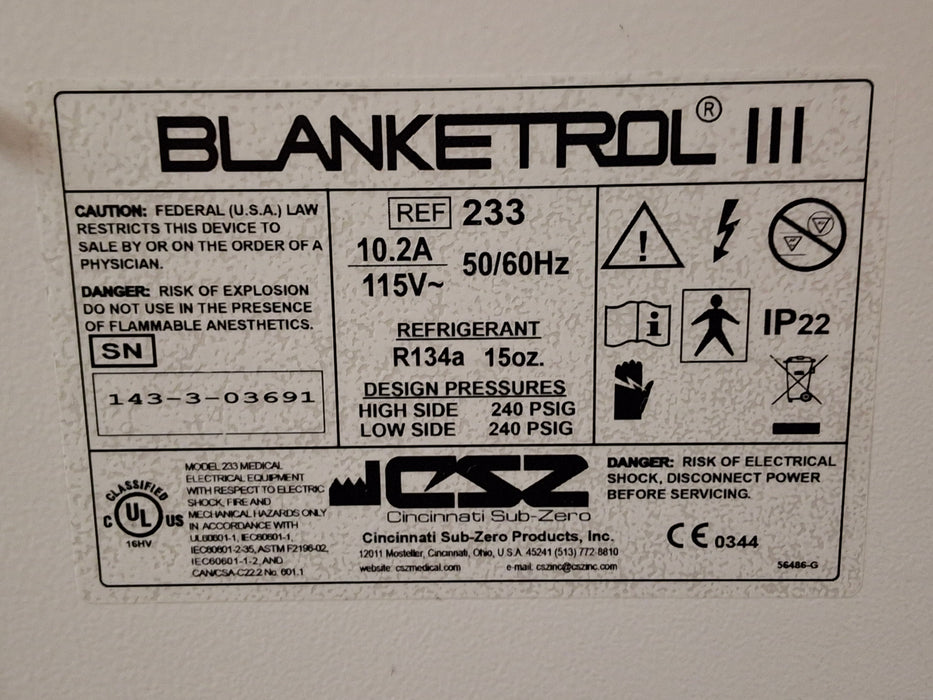 BLANKETROL® III
CAUTION: FEDERAL (U.S.A.) LAW
RESTRICTS THIS DEVICE TO
SALE BY OR ON THE ORDER OF A
PHYSICIAN.
DANGER: RISK OF EXPLOSION
DO NOT USE IN THE PRESENCE
OF FLAMMABLE ANESTHETICS.
SN
143-3-03691
REF 233
10.2A
115V~
50/60Hz
REFRIGERANT
R134a 15oz.
DESIGN PRESSURES
HIGH SIDE 240 PSIG
LOW SIDE 240 PSIG
!
i
IP22
CLASSIFIED
C UL US
16HV
MODEL 233 MEDICAL
ELECTRICAL EQUIPMENT
WITH RESPECT TO ELECTRIC
SHOCK, FIRE AND
MECHANICAL HAZARDS ONLY
IN ACCORDANCE WITH
UL60601-1, IEC60601-1,
IEC60601-2-35, ASTM F2196-02,
IEC60601-1-2, AND
CAN/CSA-C22.2 No. 601.1
CSZ
Cincinnati Sub-Zero
Cincinnati Sub-Zero Products, Inc.
12011 Mosteller, Cincinnati, Ohio, U.S.A. 45241 (513) 772-8810
website: cszmedical.com e-mail: cszinc@cszinc.com
DANGER: RISK OF ELECTRICAL
SHOCK, DISCONNECT POWER
BEFORE SERVICING.
CE 0344
56486-G